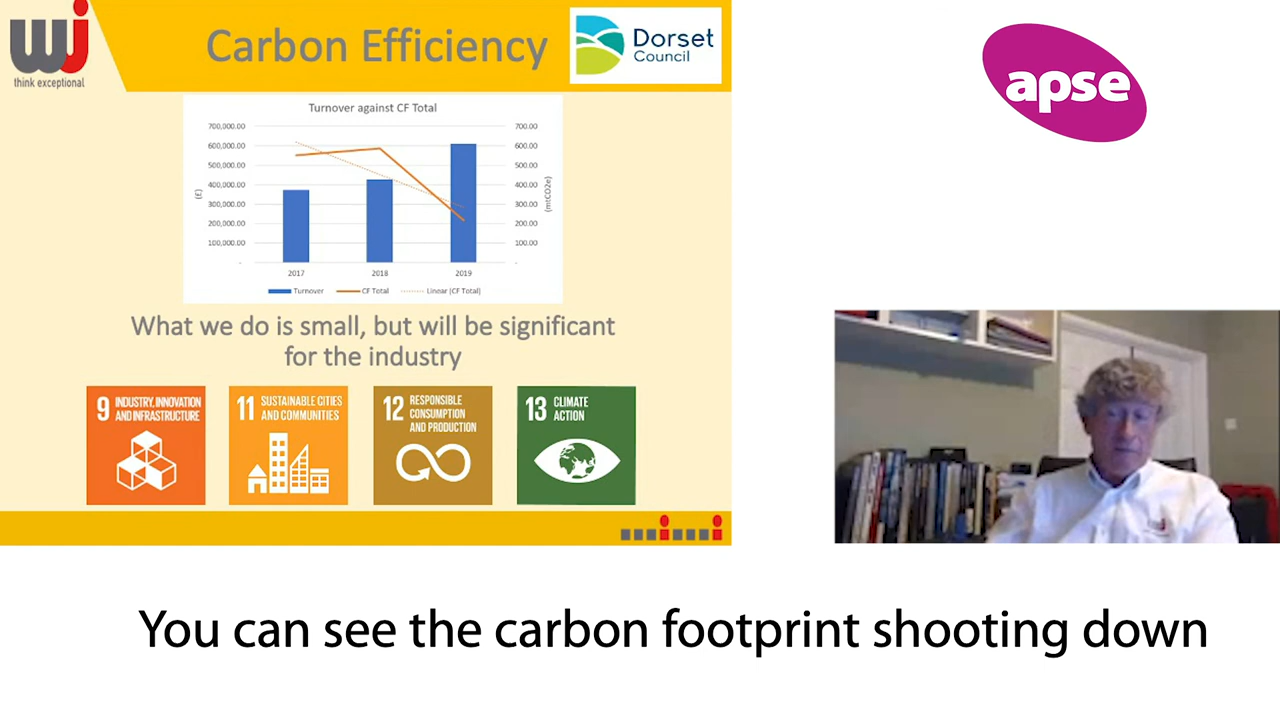 wj
think exceptional
Carbon Efficiency
Dorset
Council
apse
Turnover against CF Total
700,000.00
600,000.00
500,000.00
400,000.00
300,000.00
200,000.00
100,000.00
-
(£)
700.00
600.00
500.00
400.00
300.00
200.00
100.00
-
(mtCO2e)
2017 2018 2019
Turnover CF Total Linear (CF Total)
What we do is small, but will be significant
for the industry
9 INDUSTRY, INNOVATION
AND INFRASTRUCTURE
11 SUSTAINABLE CITIES
AND COMMUNITIES
12 RESPONSIBLE
CONSUMPTION
AND PRODUCTION
13 CLIMATE
ACTION
You can see the carbon footprint shooting down